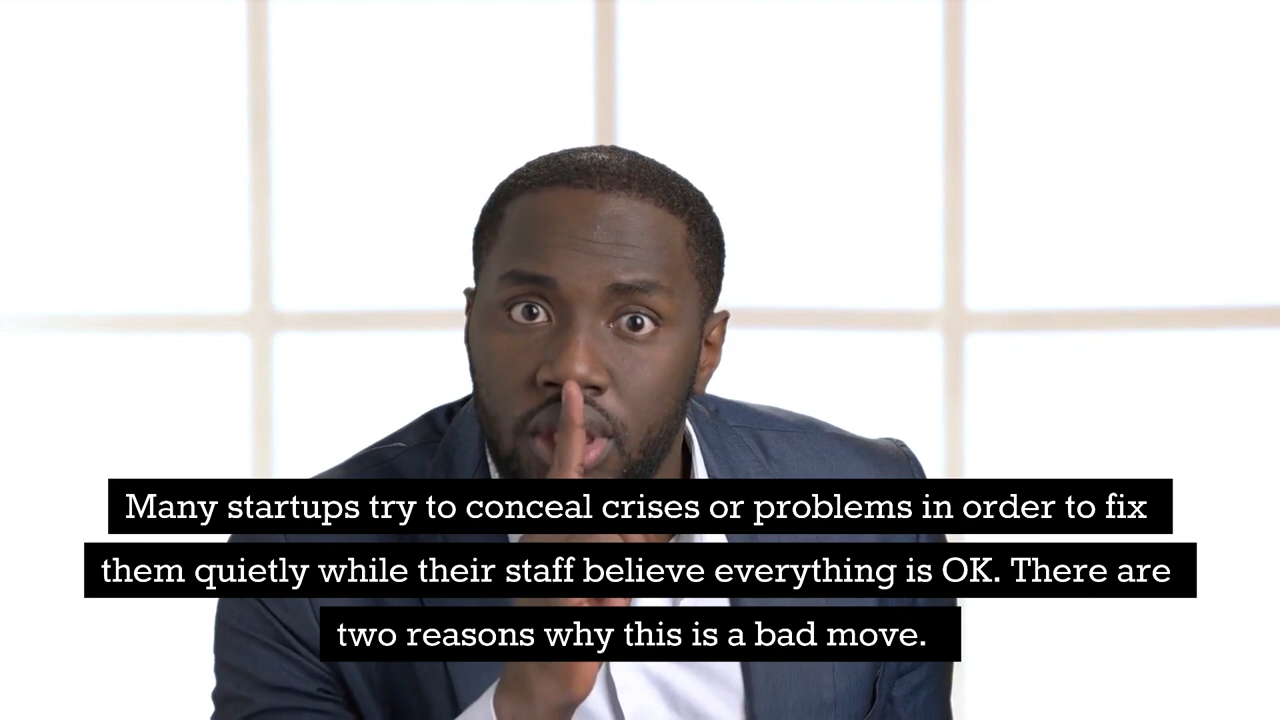 Many startups try to conceal crises or problems in order to fix
them quietly while their staff believe everything is OK. There are
two reasons why this is a bad move.